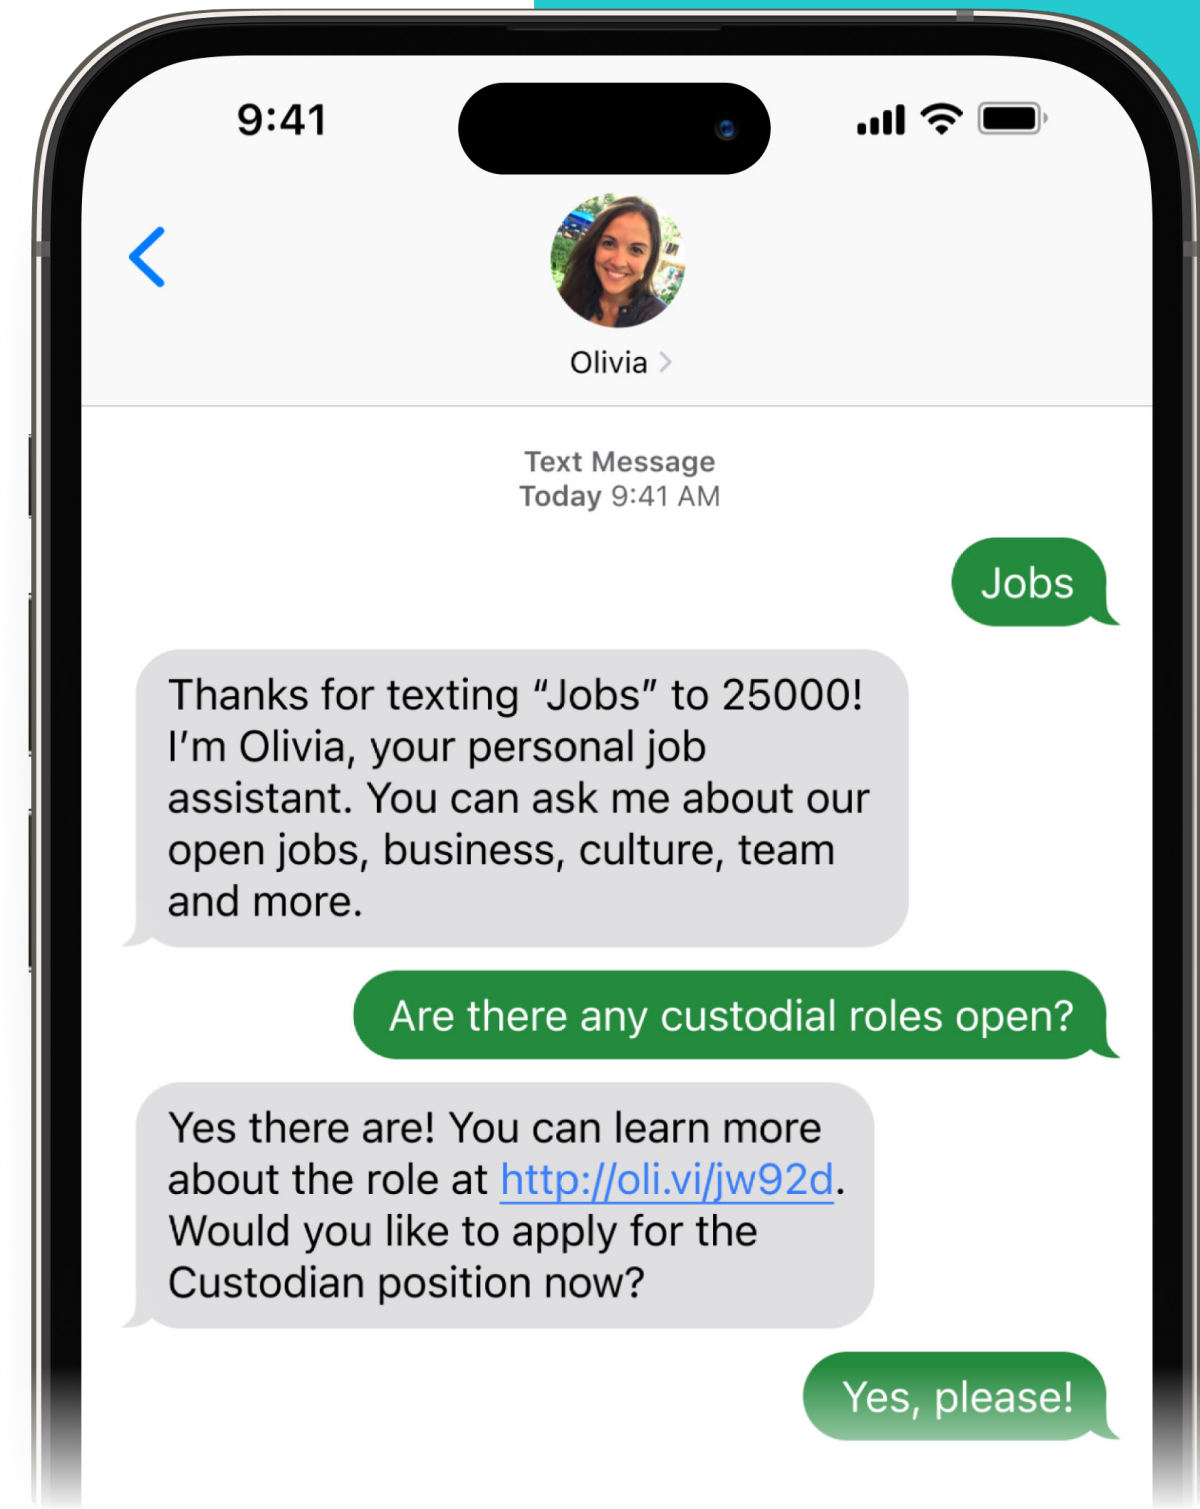 9:41
Olivia
Text Message
Today 9:41 AM
Jobs
Thanks for texting “Jobs” to 25000!
I’m Olivia, your personal job
assistant. You can ask me about our
open jobs, business, culture, team
and more.
Are there any custodial roles open?
Yes there are! You can learn more
about the role at http://oli.vi/jw92d.
Would you like to apply for the
Custodian position now?
Yes, please!